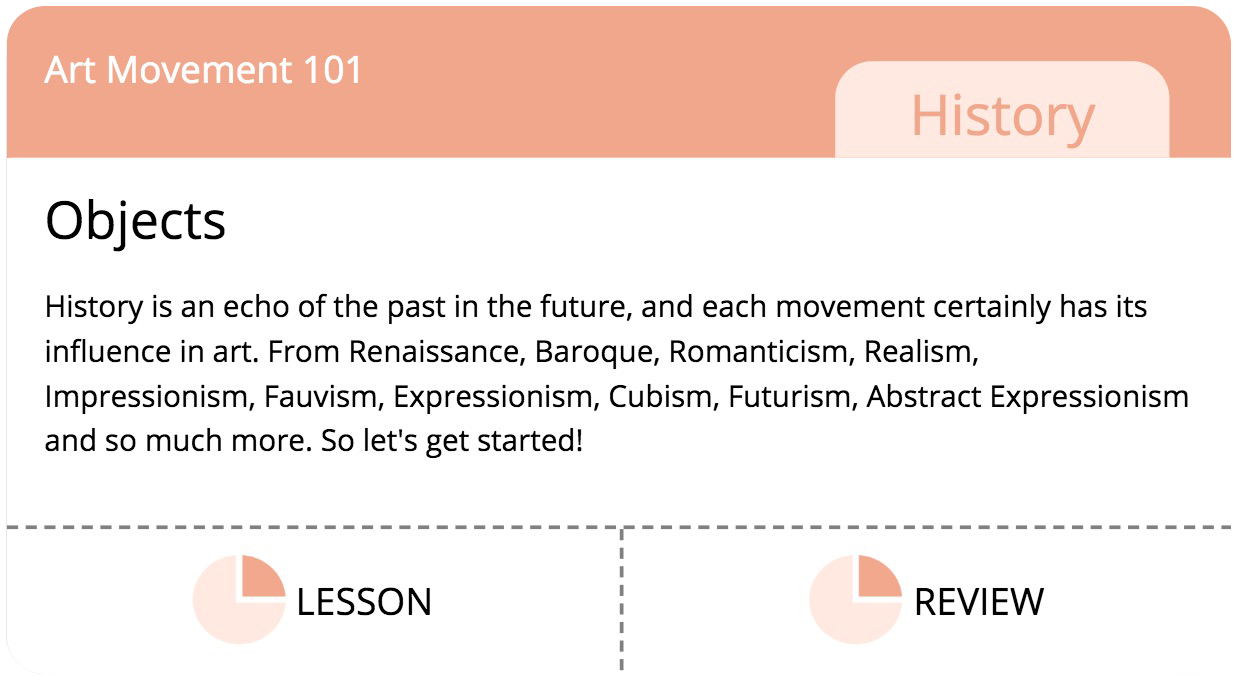 Art Movement 101
History
Objects
History is an echo of the past in the future, and each movement certainly has its
influence in art. From Renaissance, Baroque, Romanticism, Realism,
Impressionism, Fauvism, Expressionism, Cubism, Futurism, Abstract Expressionism
and so much more. So let's get started!
LESSON
REVIEW